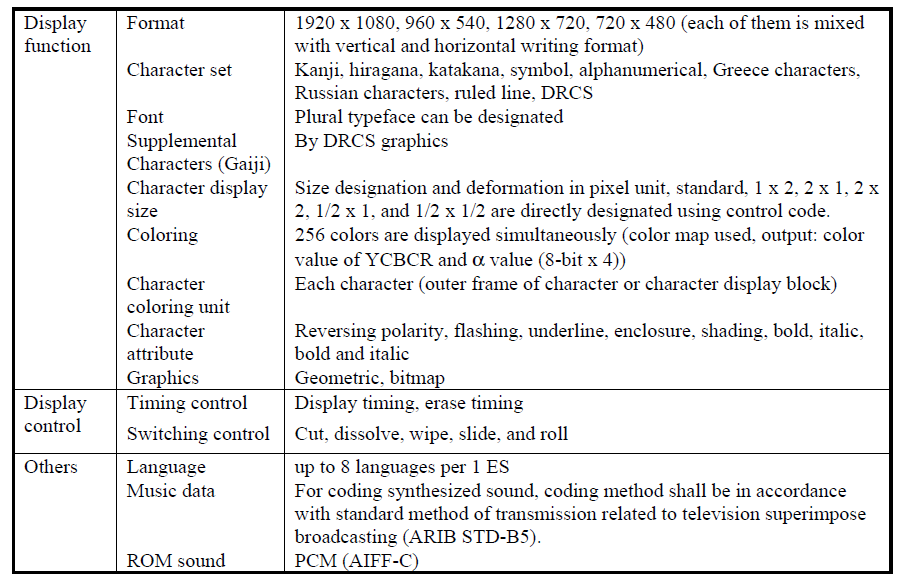 Display Format 1920 x 1080, 960 x 540, 1280 x 720, 720 x 480 (each of them is mixed
function with vertical and horizontal writing format)
Character set Kanji, hiragana, katakana, symbol, alphanumerical, Greece characters,
Russian characters, ruled line, DRCS
Font Plural typeface can be designated
Supplemental By DRCS graphics
Characters (Gaiji)
Character display Size designation and deformation in pixel unit, standard, 1 x 2, 2 x 1, 2 x
size 2, 1/2 x 1, and 1/2 x 1/2 are directly designated using control code.
Coloring 256 colors are displayed simultaneously (color map used, output: color
value of YCBCR and α value (8-bit x 4))
Character Each character (outer frame of character or character display block)
coloring unit
Character Reversing polarity, flashing, underline, enclosure, shading, bold, italic,
attribute bold and italic
Graphics Geometric, bitmap
Display Timing control Display timing, erase timing
control
Switching control Cut, dissolve, wipe, slide, and roll
Others Language up to 8 languages per 1 ES
Music data For coding synthesized sound, coding method shall be in accordance
with standard method of transmission related to television superimpose
broadcasting (ARIB STD-B5).
ROM sound PCM (AIFF-C)